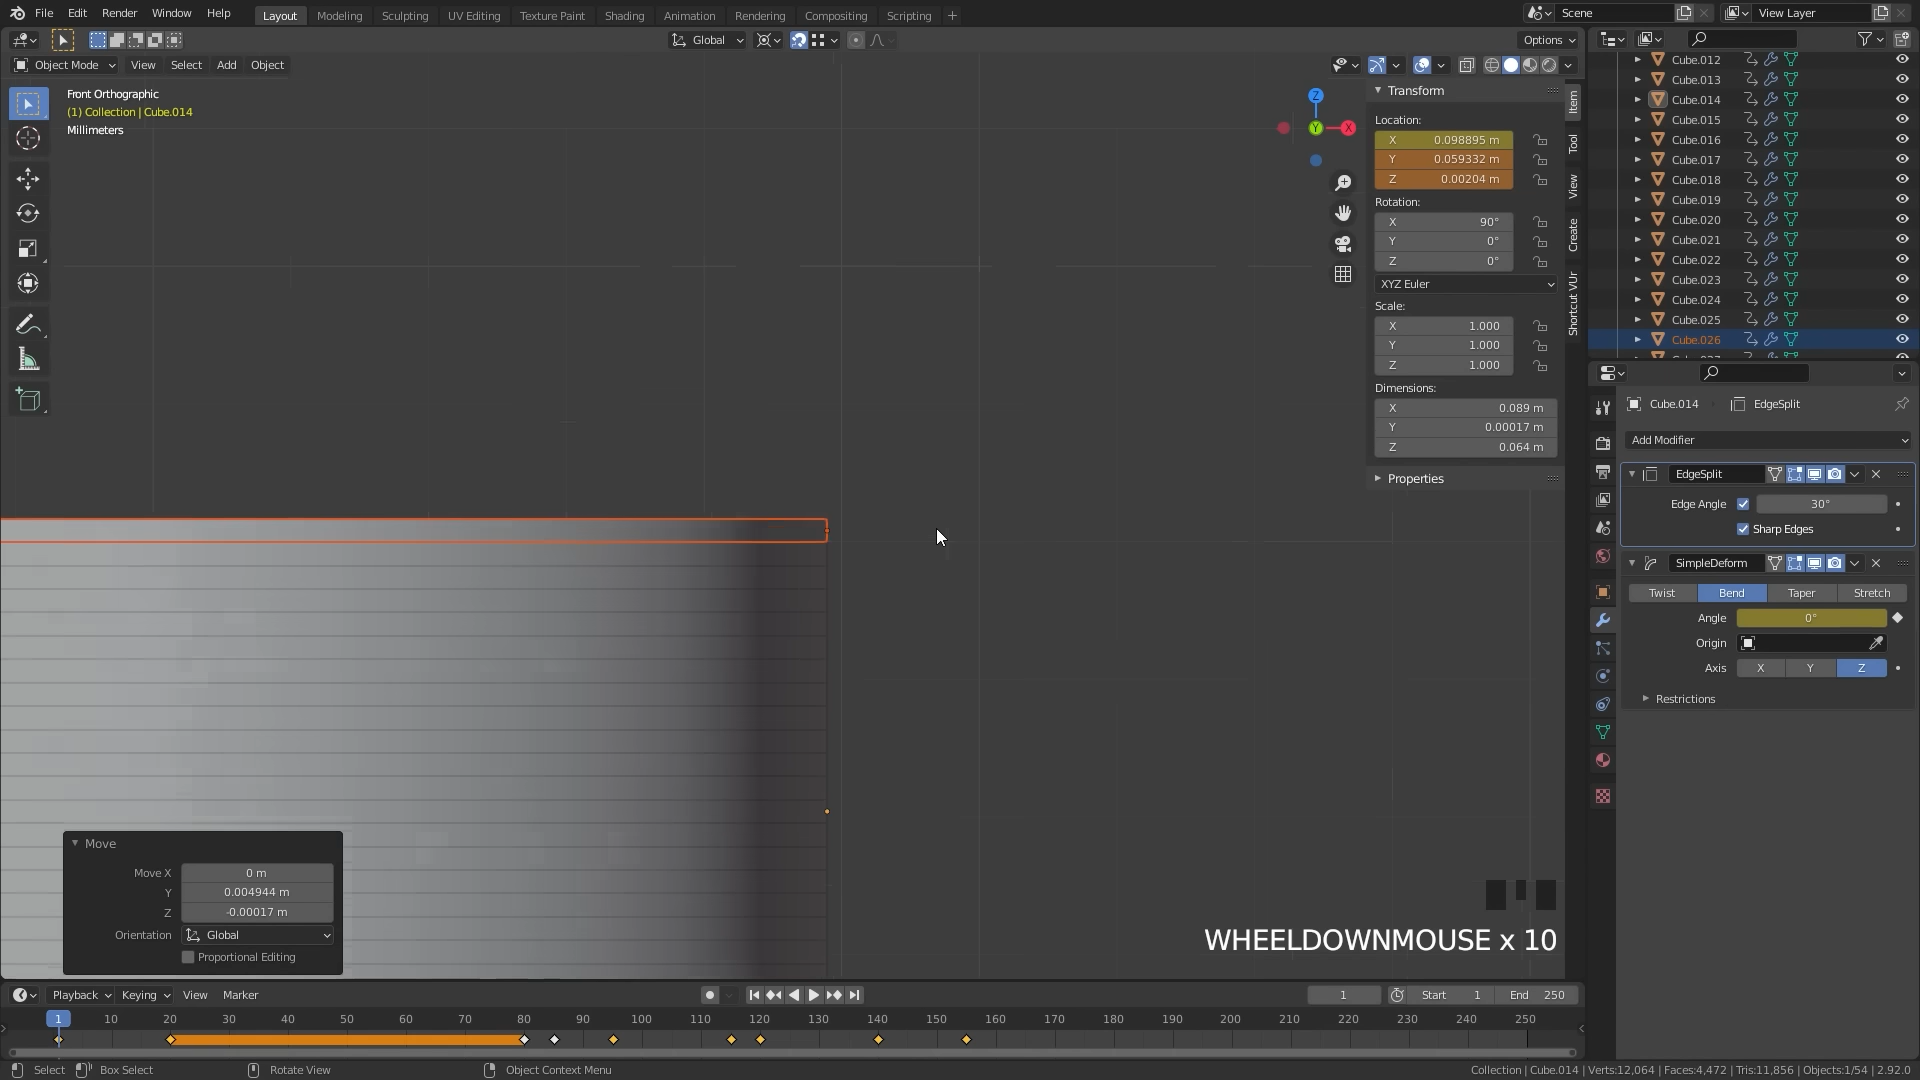 File Edit Render Window Help Layout Modeling Sculpting UV Editing Texture Paint Shading Animation Rendering Compositing Scripting + Scene View Layer
Global Options
Object Mode View Select Add Object
Front Orthographic
(1) Collection | Cube.014
Millimeters
Z
Y
X
Transform
Location:
X 0.098895 m
Y 0.059332 m
Z 0.00204 m
Rotation:
X 90°
Y 0°
Z 0°
XYZ Euler
Scale:
X 1.000
Y 1.000
Z 1.000
Dimensions:
X 0.089 m
Y 0.00017 m
Z 0.064 m
Properties
Item
Tool
View
Create
Shortcut VUr
Cube.012
Cube.013
Cube.014
Cube.015
Cube.016
Cube.017
Cube.018
Cube.019
Cube.020
Cube.021
Cube.022
Cube.023
Cube.024
Cube.025
Cube.026
Cube.014 EdgeSplit
Add Modifier
EdgeSplit
Edge Angle 30°
Sharp Edges
SimpleDeform
Twist Bend Taper Stretch
Angle 0°
Origin
Axis X Y Z
Restrictions
Move
Move X 0 m
Y 0.004944 m
Z -0.00017 m
Orientation Global
Proportional Editing
WHEELDOWNMOUSE x 10
Playback Keying View Marker 1 Start 1 End 250
1 10 20 30 40 50 60 70 80 90 100 110 120 130 140 150 160 170 180 190 200 210 220 230 240 250
Select Box Select Rotate View Object Context Menu Collection | Cube.014 | Verts:12,064 | Faces:4,472 | Tris:11,856 | Objects:1/54 | 2.92.0